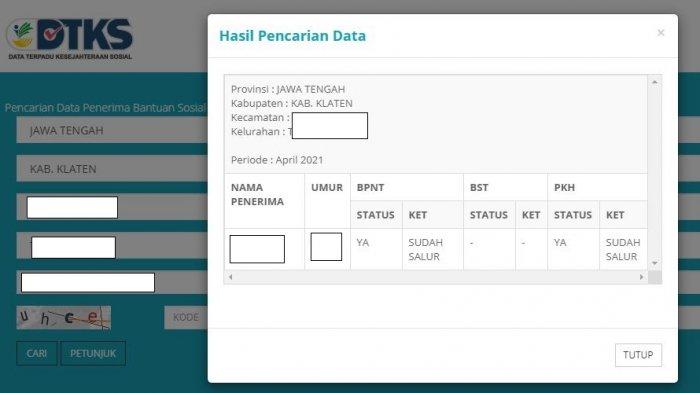 DTKS
DATA TERPADU KESEJAHTERAAN SOSIAL
Pencarian Data Penerima Bantuan Sosial
JAWA TENGAH
KAB. KLATEN
uhce
KODE
CARI
PETUNJUK
Hasil Pencarian Data
×
Provinsi : JAWA TENGAH
Kabupaten : KAB. KLATEN
Kecamatan :
Kelurahan : T
Periode : April 2021
NAMA PENERIMA UMUR BPNT BST PKH
STATUS KET STATUS KET STATUS KET
YA SUDAH SALUR - - YA SUDAH SALUR
TUTUP